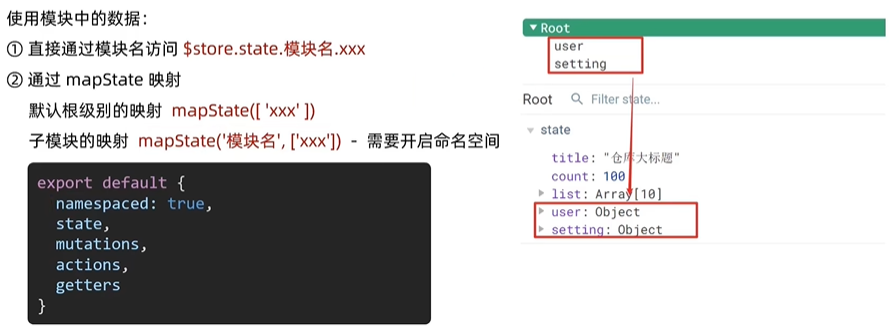 使用模块中的数据：
① 直接通过模块名访问 $store.state.模块名.xxx
② 通过 mapState 映射
默认根级别的映射 mapState([ 'xxx' ])
子模块的映射 mapState('模块名', ['xxx']) - 需要开启命名空间
export default {
namespaced: true,
state,
mutations,
actions,
getters
}
Root
user
setting
Root Filter state...
state
title: "仓库大标题"
count: 100
list: Array[10]
user: Object
setting: Object